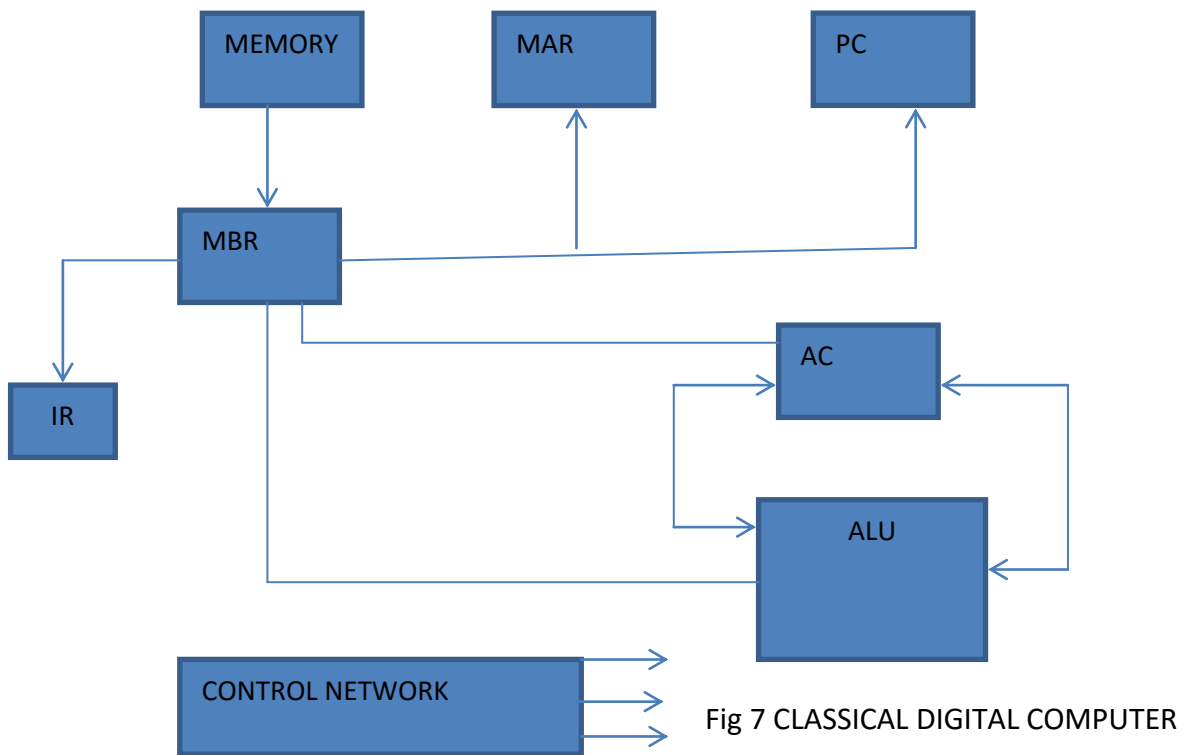 MEMORY
MAR
PC
MBR
AC
IR
ALU
CONTROL NETWORK
Fig 7 CLASSICAL DIGITAL COMPUTER